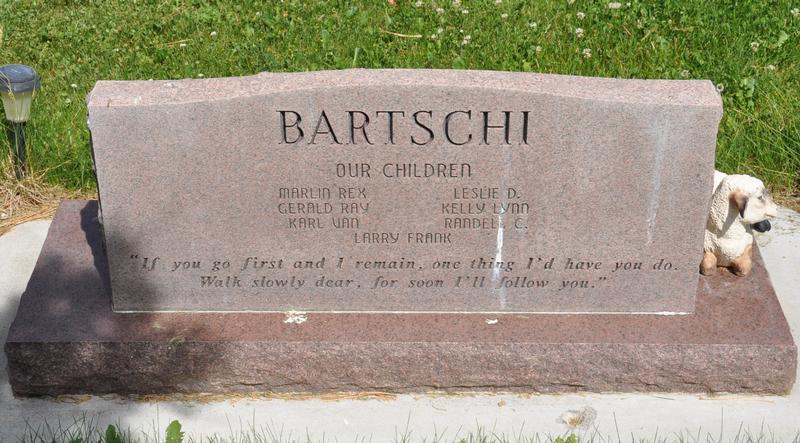 BARTSCHI
OUR CHILDREN
MARLIN REX LESLIE D.
GERALD RAY KELLY LYNN
KARL VAN RANDELL C.
LARRY FRANK
"If you go first and I remain, one thing I'd have you do.
Walk slowly dear, for soon I'll follow you."